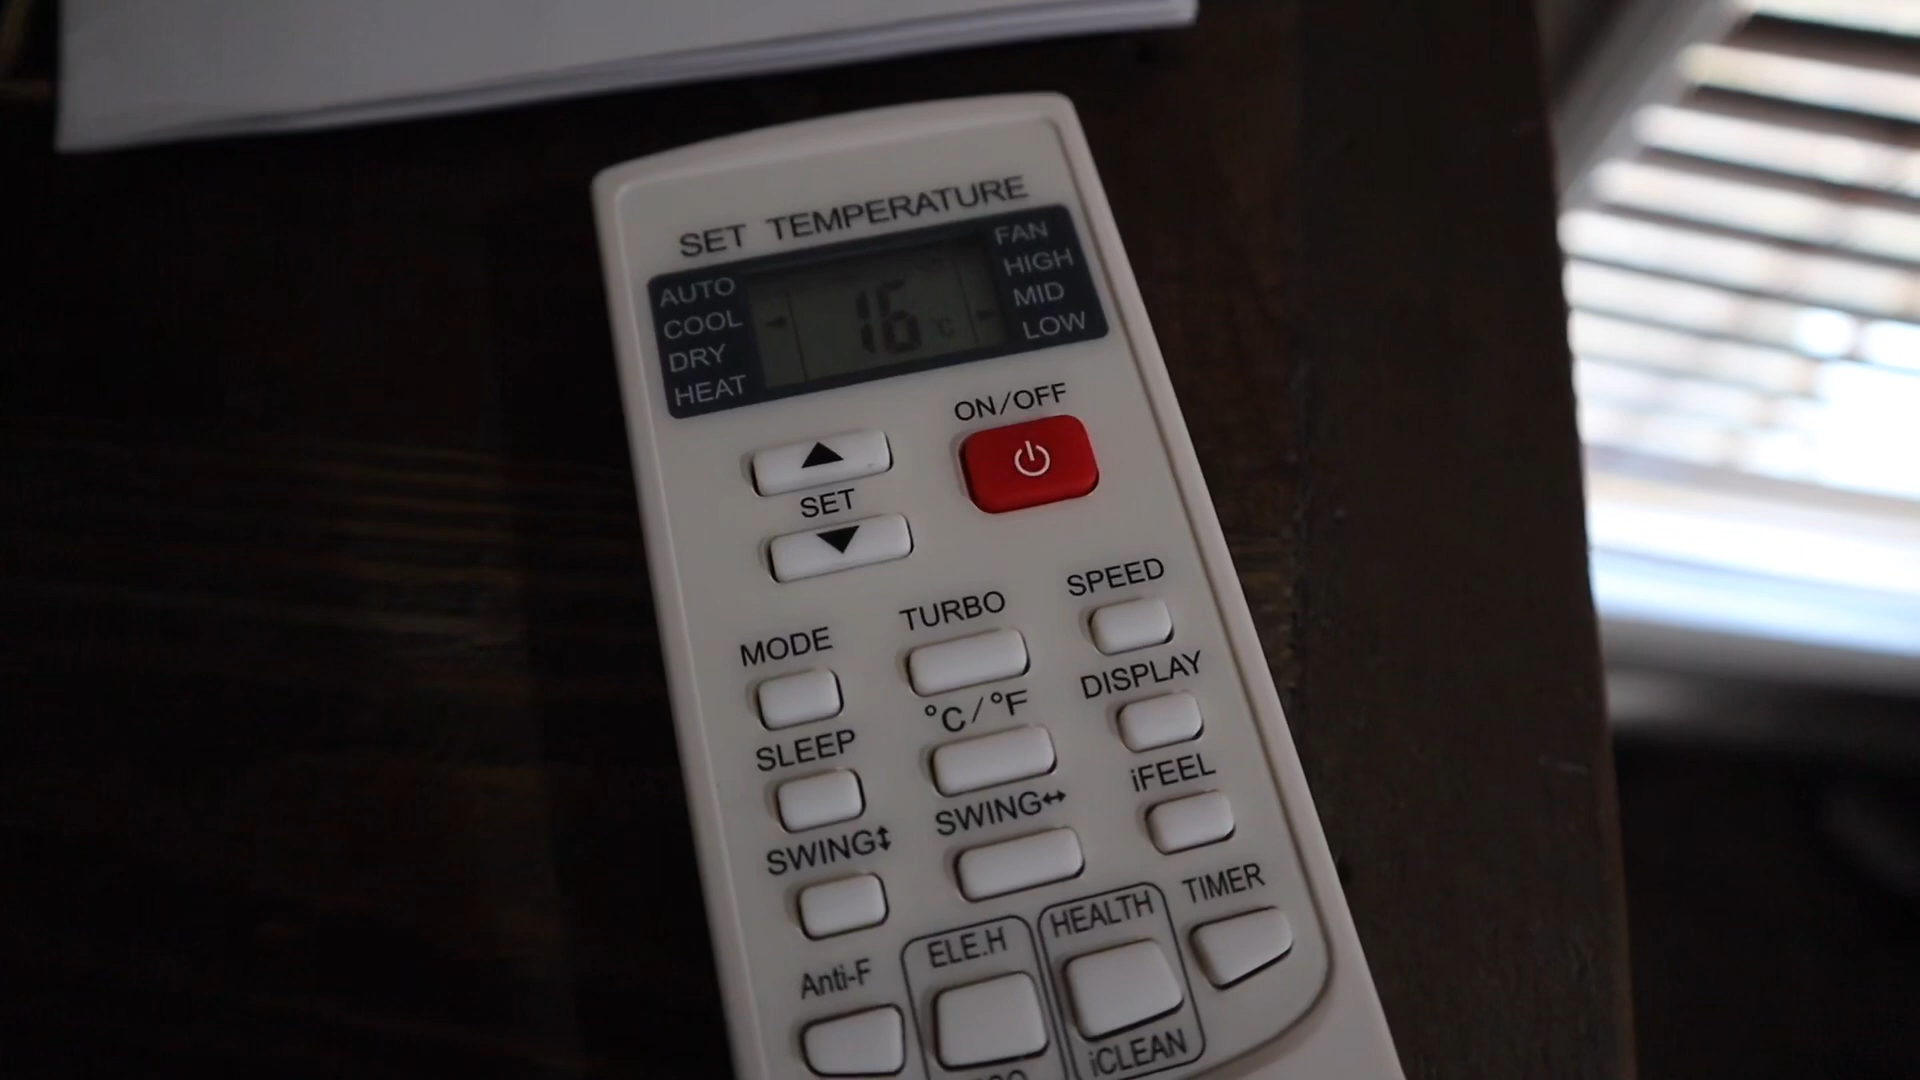 SET TEMPERATURE
AUTO
COOL
DRY
HEAT
16 °C
FAN
HIGH
MID
LOW
ON/OFF
SET
SPEED
TURBO
MODE
DISPLAY
°C/°F
SLEEP
iFEEL
SWING↔
SWING↕
TIMER
HEALTH
ELE.H
Anti-F
iCLEAN